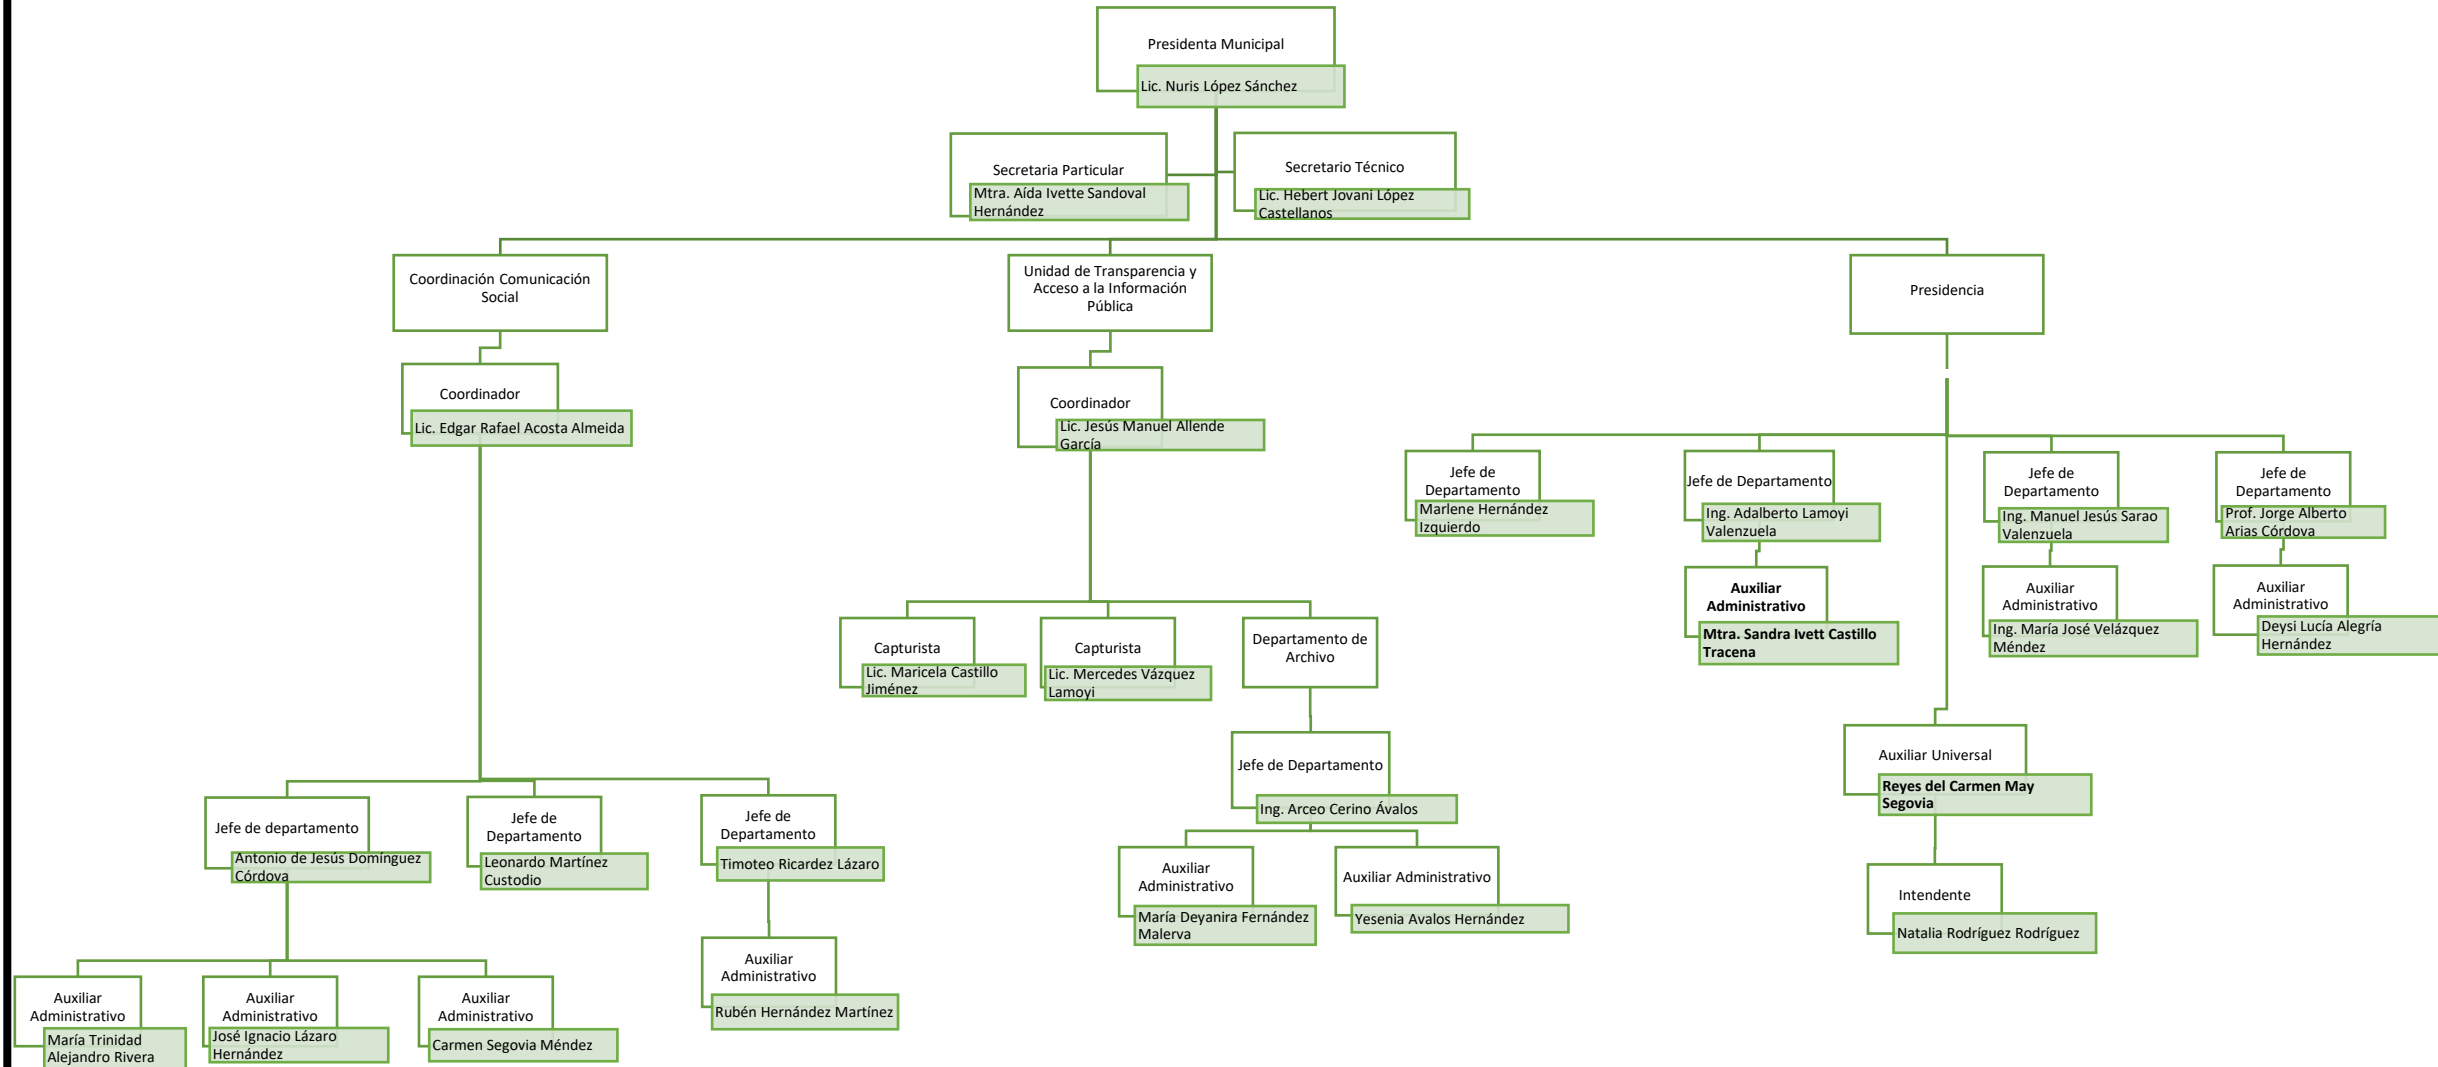 Presidenta Municipal
Lic. Nuris López Sánchez
Secretaria Particular
Mtra. Aída Ivette Sandoval
Hernández
Secretario Técnico
Lic. Hebert Jovani López
Castellanos
Coordinación Comunicación
Social
Unidad de Transparencia y
Acceso a la Información
Pública
Presidencia
Coordinador
Lic. Edgar Rafael Acosta Almeida
Coordinador
Lic. Jesús Manuel Allende
García
Jefe de
Departamento
Marlene Hernández
Izquierdo
Jefe de Departamento
Ing. Adalberto Lamoyi
Valenzuela
Jefe de
Departamento
Ing. Manuel Jesús Sarao
Valenzuela
Jefe de
Departamento
Prof. Jorge Alberto
Arias Córdova
Auxiliar
Administrativo
Mtra. Sandra Ivett Castillo
Tracena
Auxiliar
Administrativo
Ing. María José Velázquez
Méndez
Auxiliar
Administrativo
Deysi Lucía Alegría
Hernández
Capturista
Lic. Maricela Castillo
Jiménez
Capturista
Lic. Mercedes Vázquez
Lamoyi
Departamento de
Archivo
Jefe de Departamento
Ing. Arceo Cerino Ávalos
Auxiliar Universal
Reyes del Carmen May
Segovia
Jefe de departamento
Antonio de Jesús Domínguez
Córdova
Jefe de
Departamento
Leonardo Martínez
Custodio
Jefe de
Departamento
Timoteo Ricardez Lázaro
Auxiliar
Administrativo
María Deyanira Fernández
Malerva
Auxiliar Administrativo
Yesenia Avalos Hernández
Intendente
Natalia Rodríguez Rodríguez
Auxiliar
Administrativo
María Trinidad
Alejandro Rivera
Auxiliar
Administrativo
José Ignacio Lázaro
Hernández
Auxiliar
Administrativo
Carmen Segovia Méndez
Auxiliar
Administrativo
Rubén Hernández Martínez